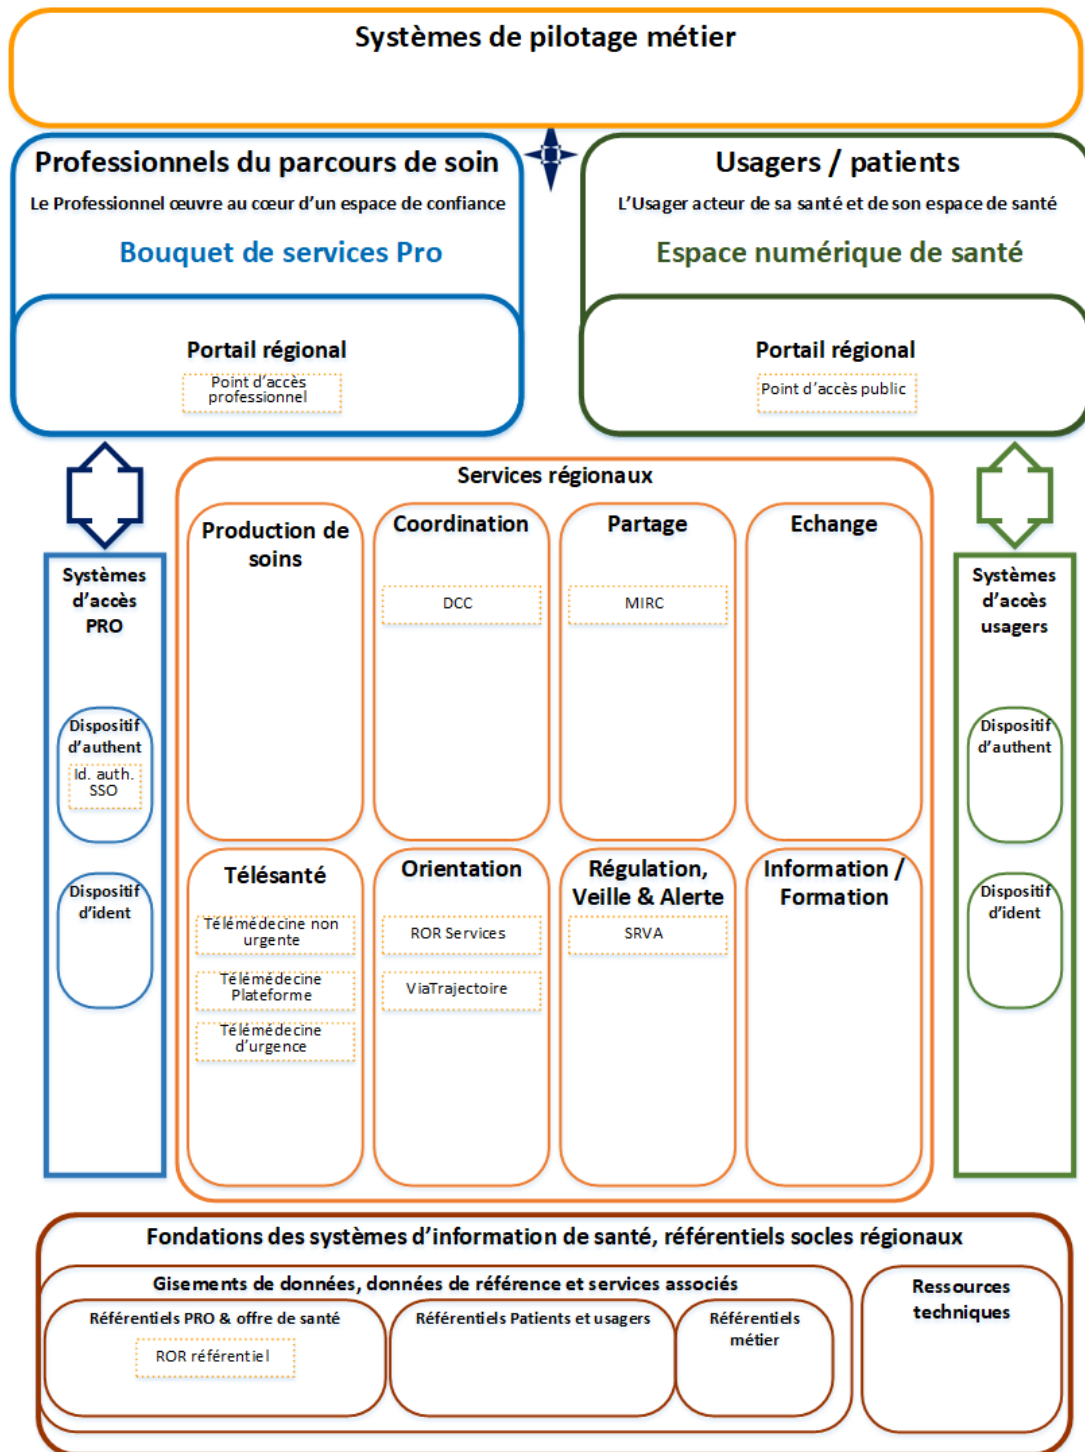 Systèmes de pilotage métier
Professionnels du parcours de soin
Le Professionnel œuvre au cœur d’un espace de confiance
Bouquet de services Pro
Portail régional
Point d’accès
professionnel
Usagers / patients
L’Usager acteur de sa santé et de son espace de santé
Espace numérique de santé
Portail régional
Point d’accès public
Systèmes
d’accès
PRO
Dispositif
d’authent
Id. auth.
SSO
Dispositif
d’ident
Services régionaux
Production de
soins
Coordination
DCC
Partage
MIRC
Echange
Télésanté
Télémédecine non
urgente
Télémédecine
Plateforme
Télémédecine
d’urgence
Orientation
ROR Services
ViaTrajectoire
Régulation,
Veille & Alerte
SRVA
Information /
Formation
Systèmes
d’accès
usagers
Dispositif
d’authent
Dispositif
d’ident
Fondations des systèmes d’information de santé, référentiels socles régionaux
Gisements de données, données de référence et services associés
Référentiels PRO & offre de santé
ROR référentiel
Référentiels Patients et usagers
Référentiels
métier
Ressources
techniques